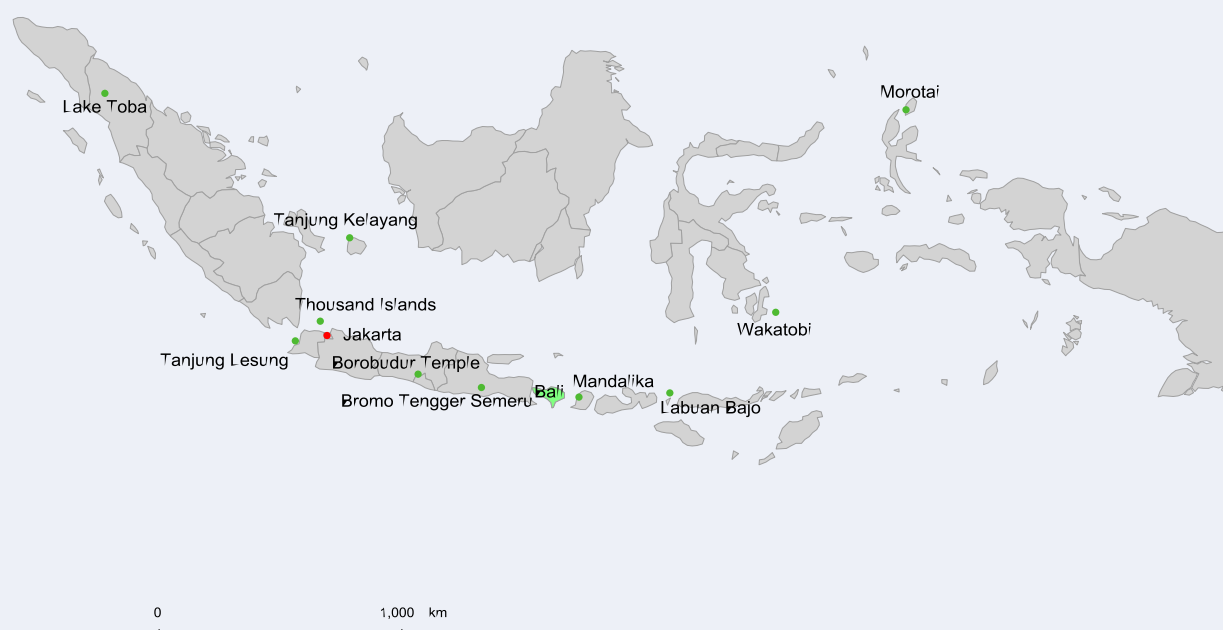 Morotai
Lake Toba
Tanjung Kelayang
Thousand Islands
Wakatobi
Jakarta
Tanjung Lesung
Borobudur Temple
Mandalika
Bali
Bromo Tengger Semeru
Labuan Bajo
0 1,000 km